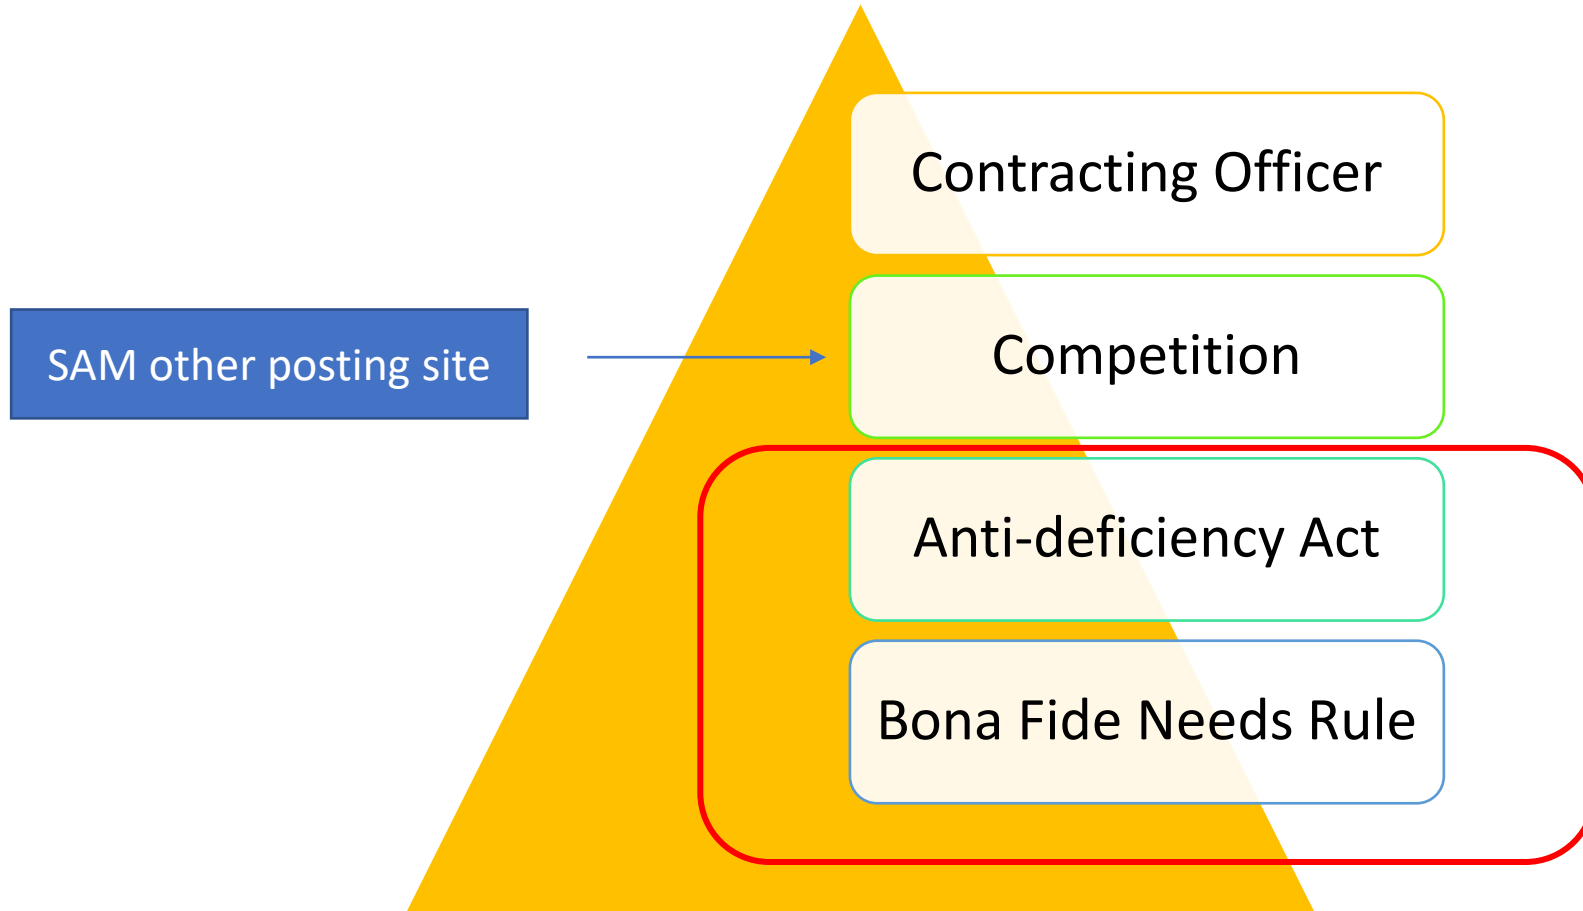 Contracting Officer
SAM other posting site
Competition
Anti-deficiency Act
Bona Fide Needs Rule